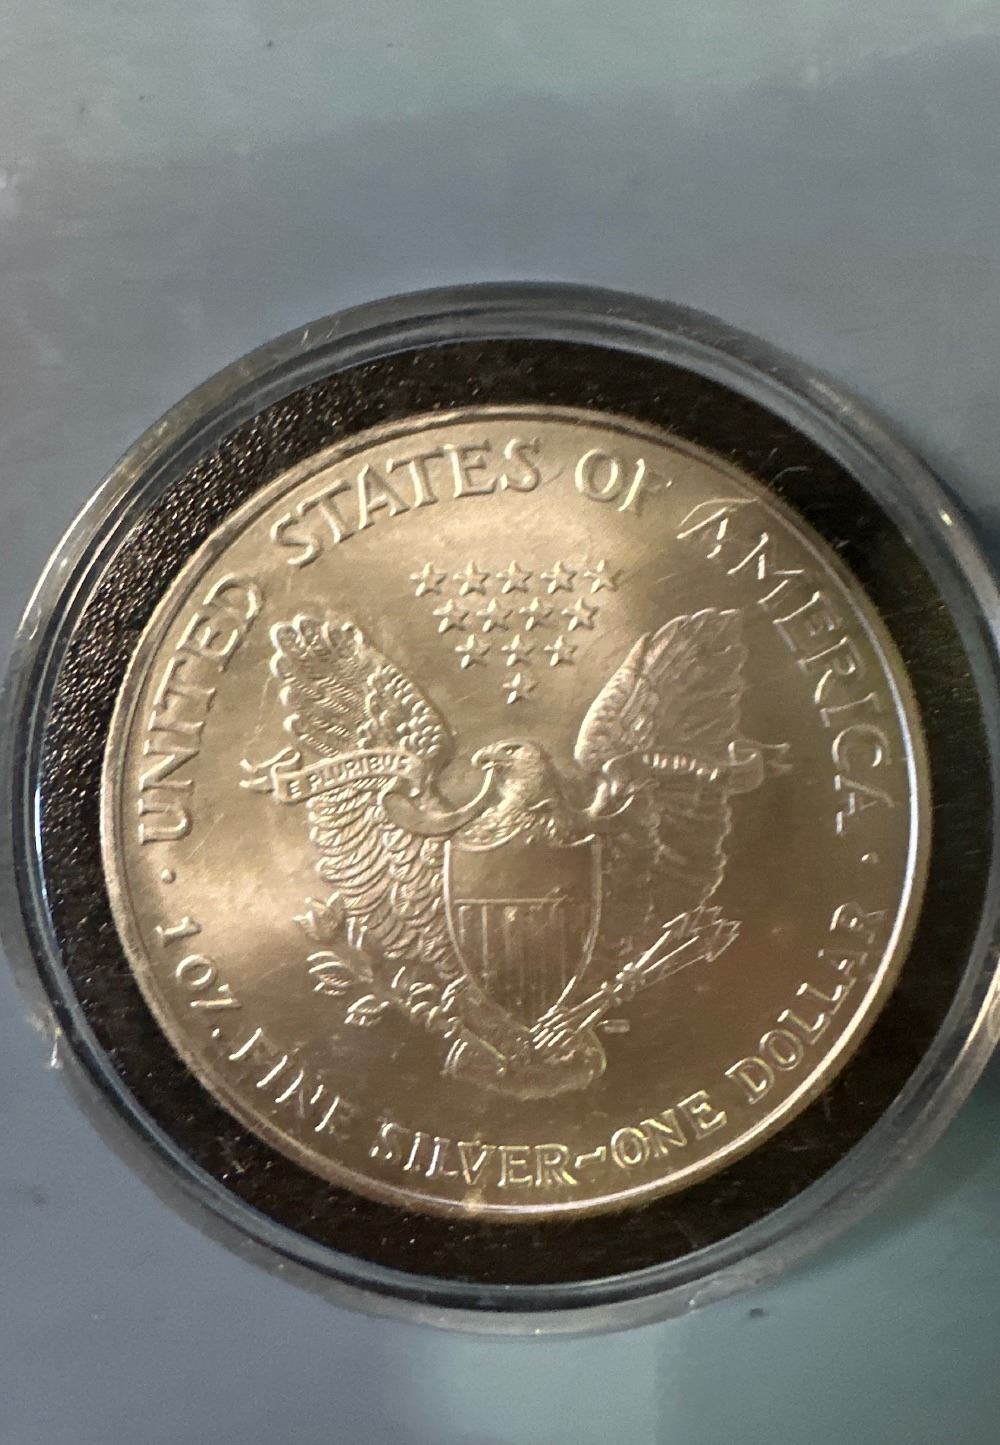 UNITED STATES OF AMERICA
E PLURIBUS
· 1 OZ. FINE SILVER~ONE DOLLAR ·